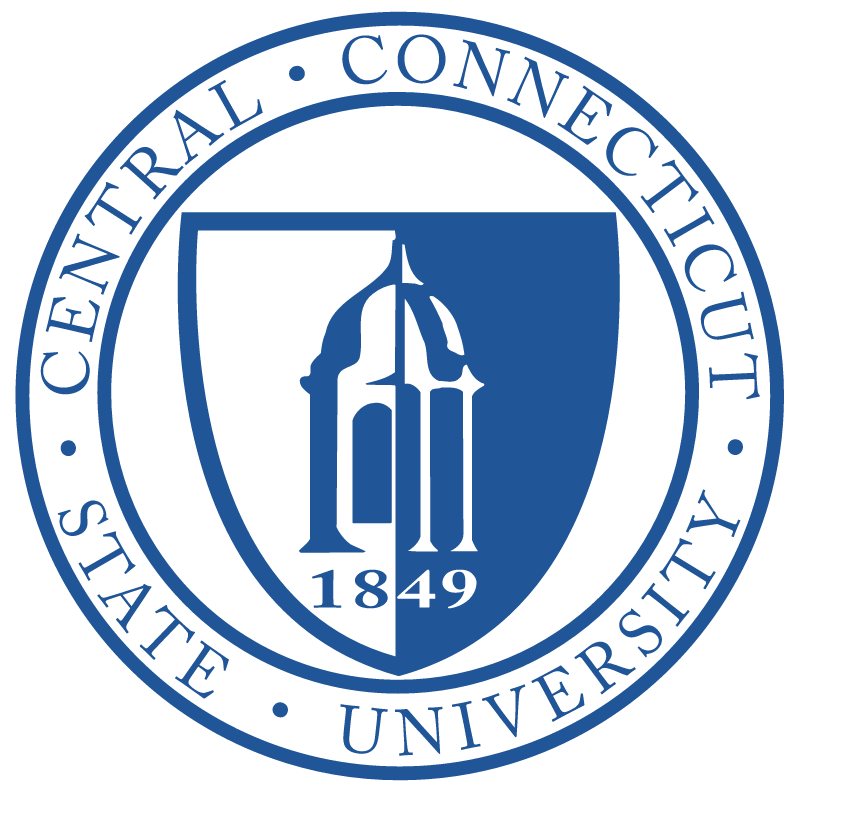 CENTRAL • CONNECTICUT • STATE • UNIVERSITY •
1849